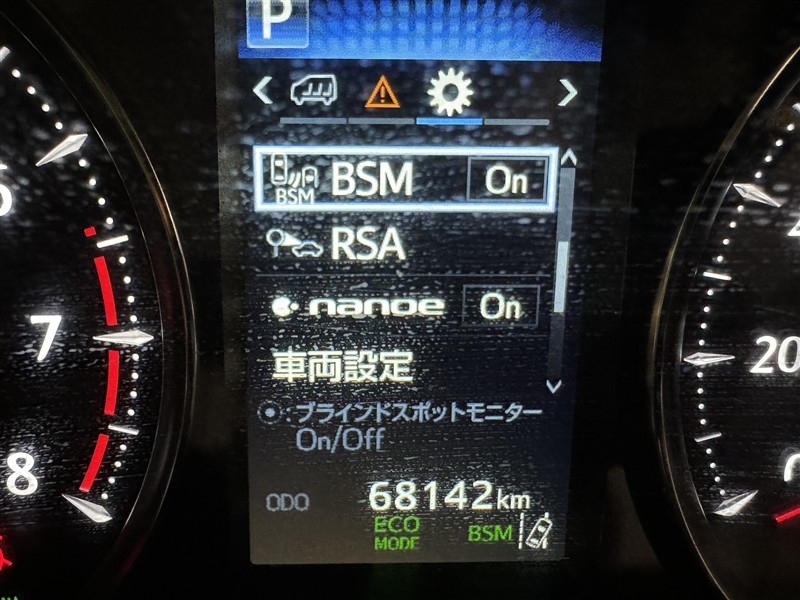 P
BSM
BSM On
RSA
nanoe On
車両設定
ブラインドスポットモニター
On/Off
ODO 68142km
ECO
MODE
BSM
7
8
20